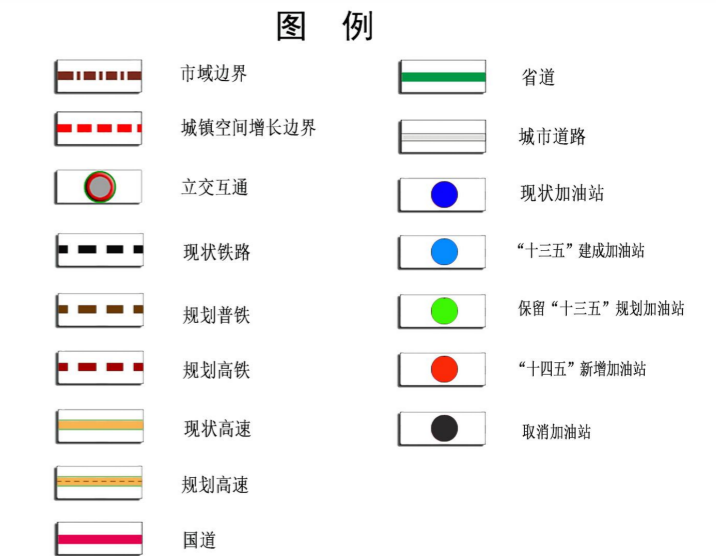 图 例
市域边界
城镇空间增长边界
立交互通
现状铁路
规划普铁
规划高铁
现状高速
规划高速
国道
省道
城市道路
现状加油站
“十三五”建成加油站
保留“十三五”规划加油站
“十四五”新增加油站
取消加油站